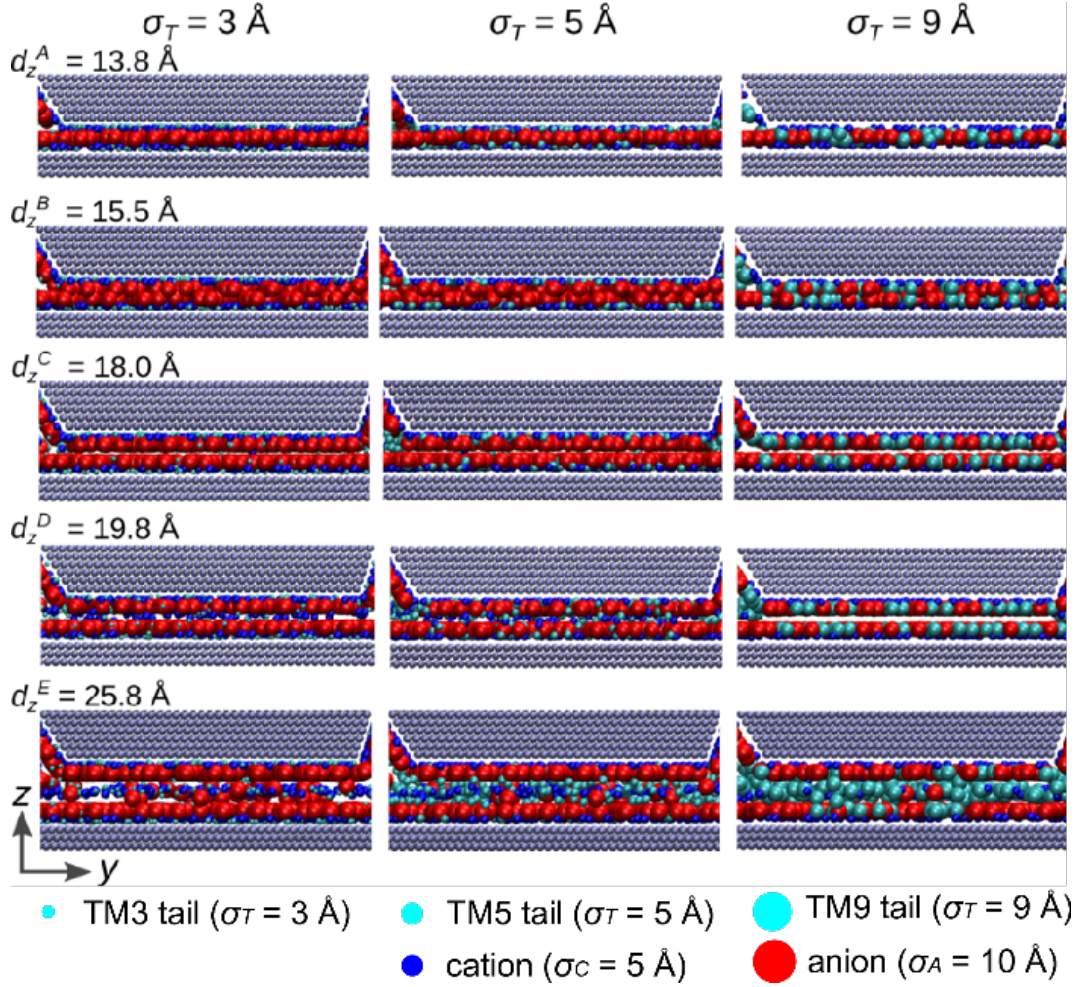 σT = 3 Å σT = 5 Å σT = 9 Å
dzA = 13.8 Å
dzB = 15.5 Å
dzC = 18.0 Å
dzD = 19.8 Å
dzE = 25.8 Å
z
y
TM3 tail (σT = 3 Å) TM5 tail (σT = 5 Å) TM9 tail (σT = 9 Å)
cation (σC = 5 Å) anion (σA = 10 Å)